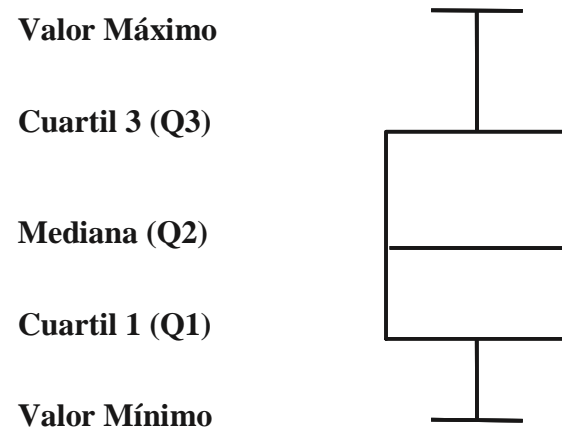 Valor Máximo
Cuartil 3 (Q3)
Mediana (Q2)
Cuartil 1 (Q1)
Valor Mínimo